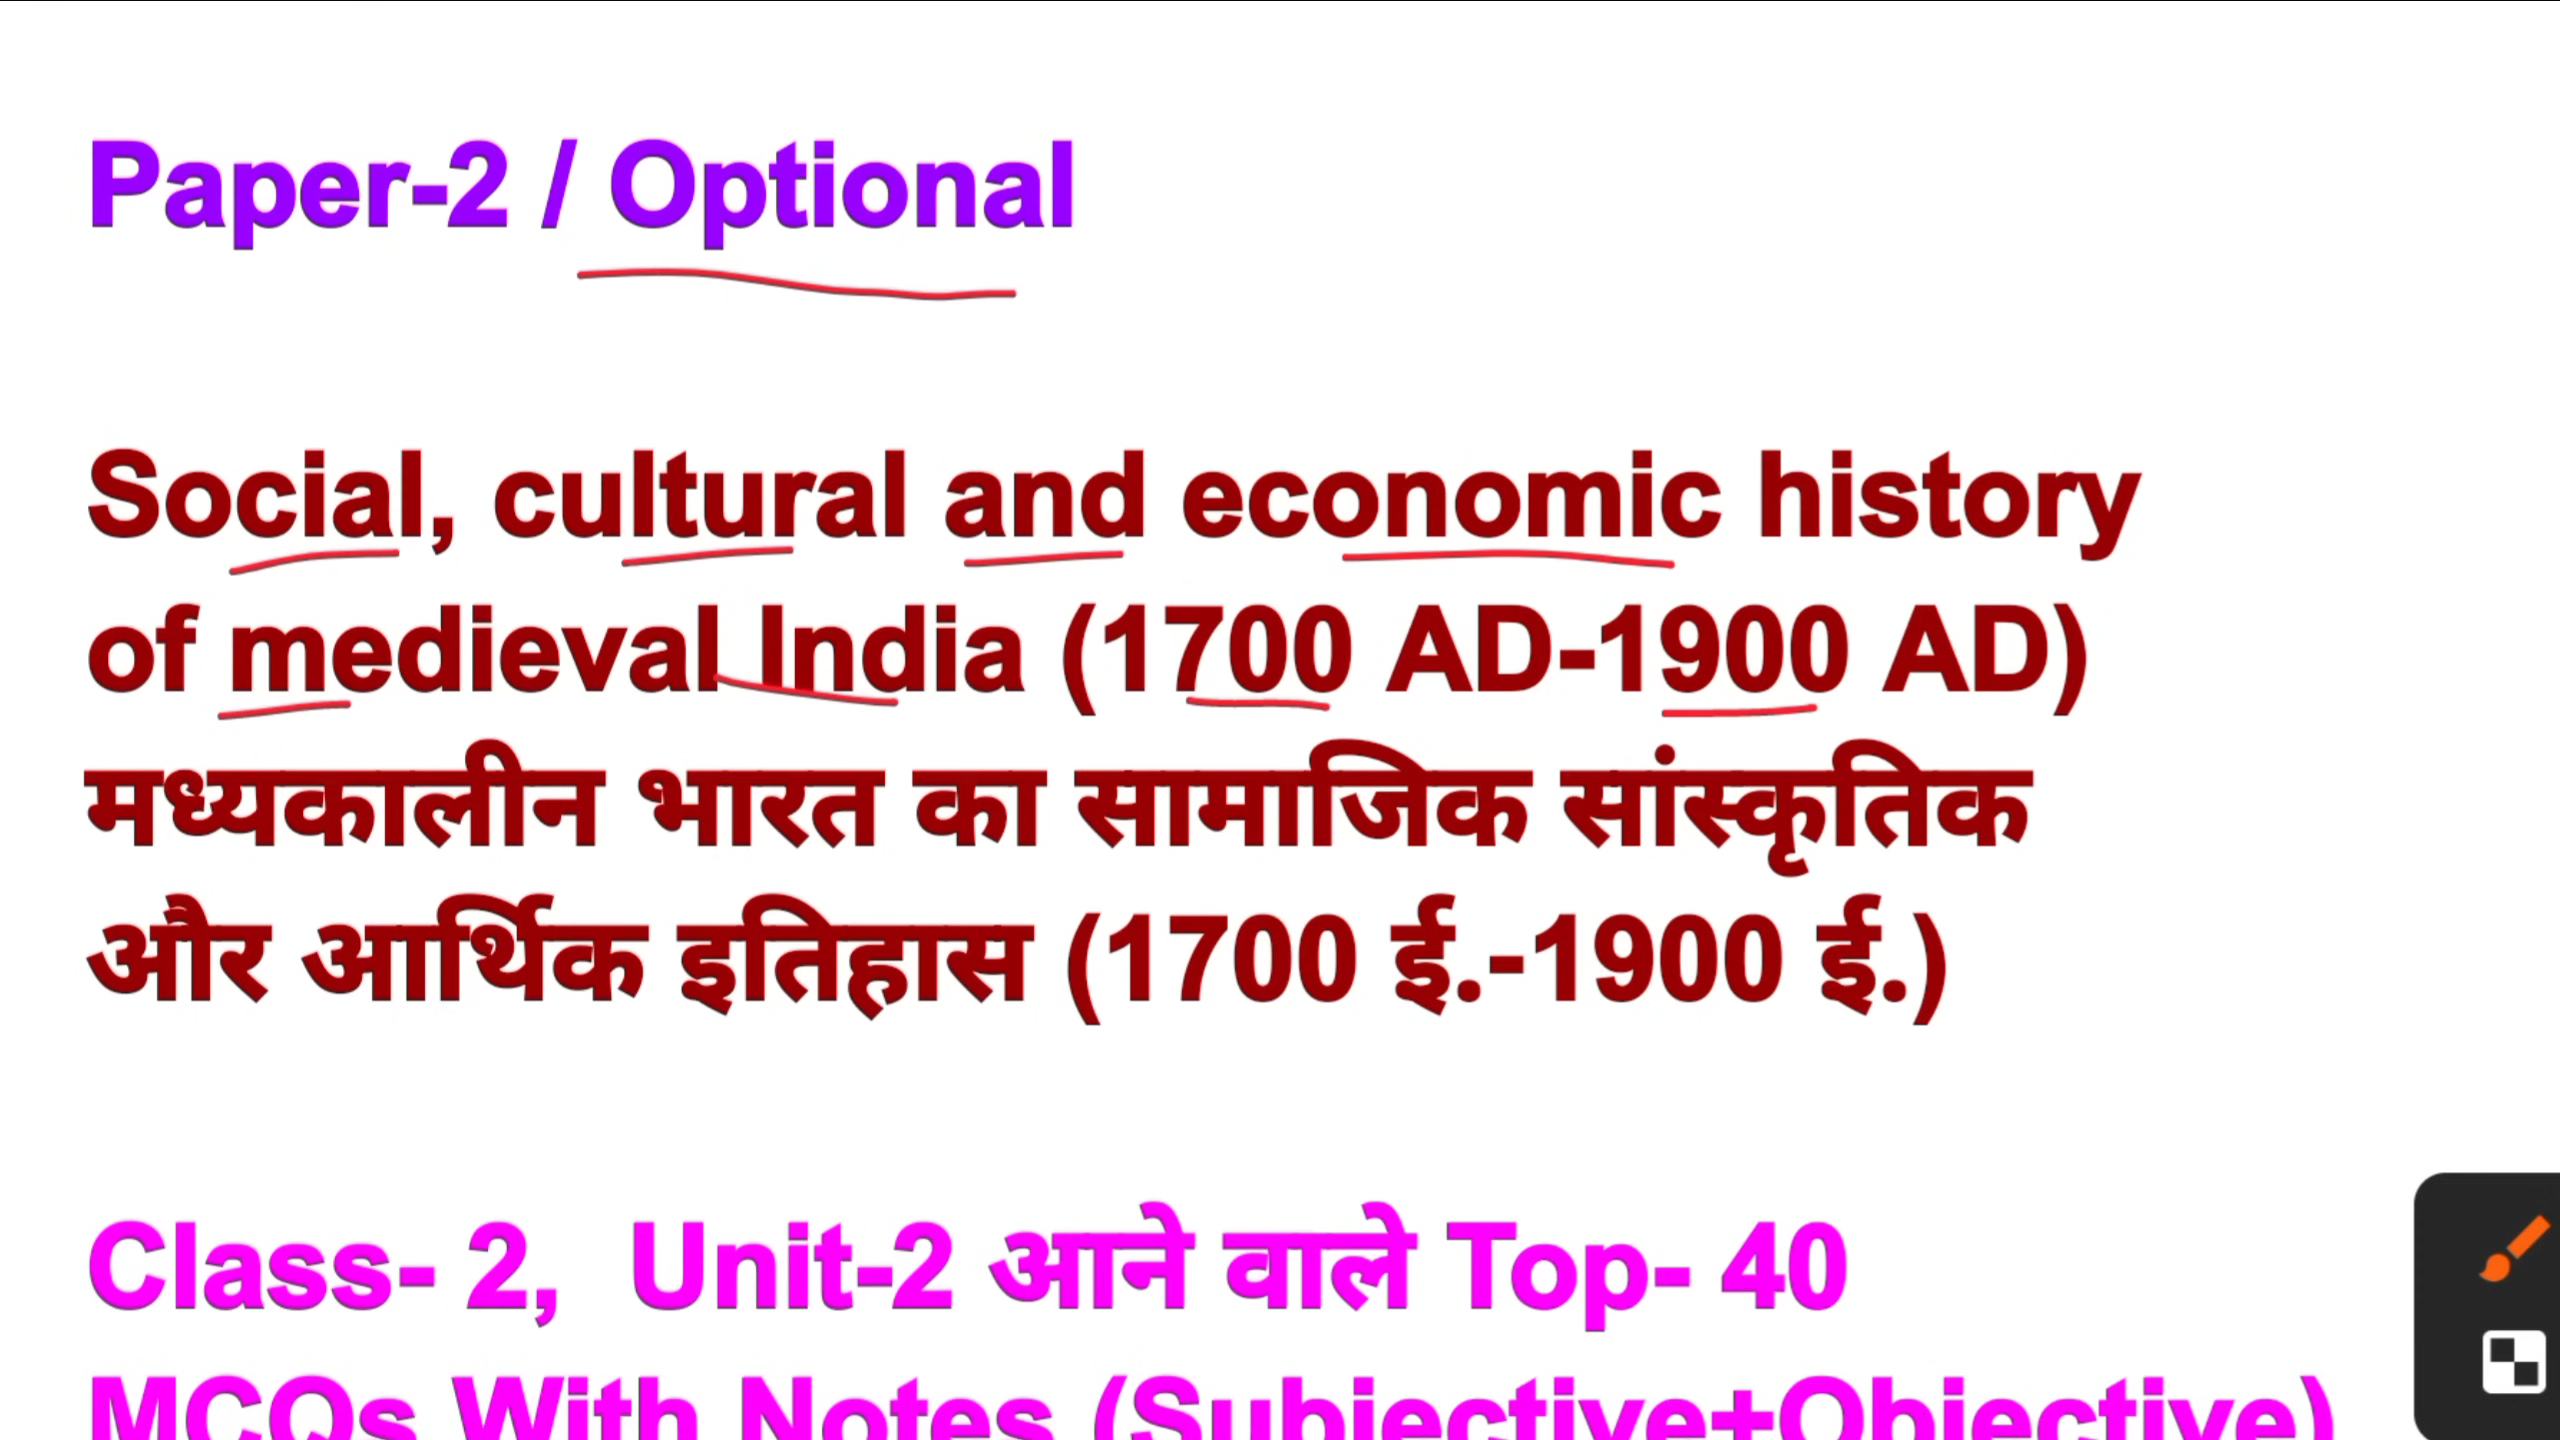 Paper-2 / Optional
Social, cultural and economic history
of medieval India (1700 AD-1900 AD)
मध्यकालीन भारत का सामाजिक सांस्कृतिक
और आर्थिक इतिहास (1700 ई.-1900 ई.)
Class- 2, Unit-2 आने वाले Top- 40
MCQs With Notes (Subjective+Objective)